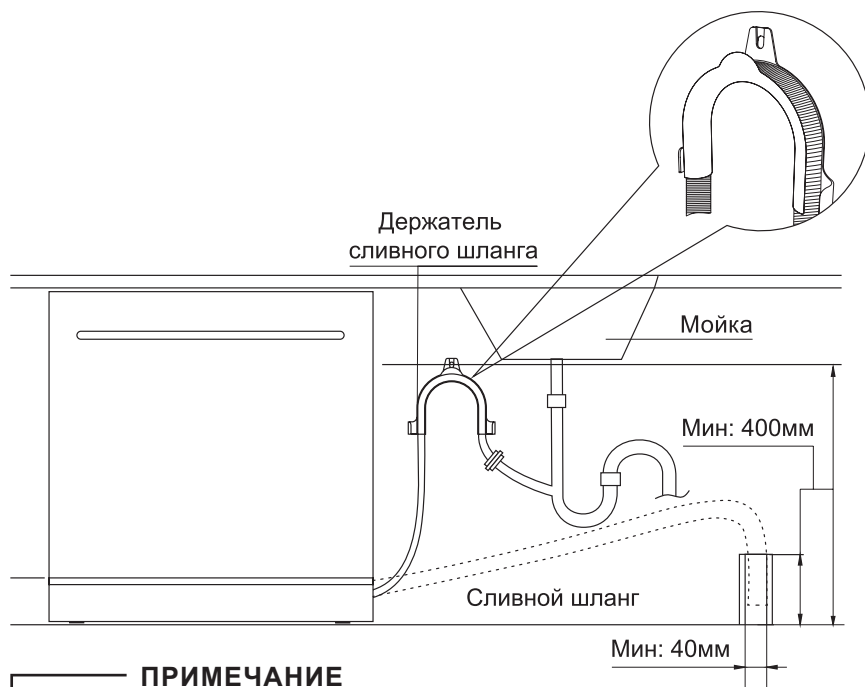 Держатель
сливного шланга
Мойка
Мин: 400мм
Сливной шланг
Мин: 40мм
ПРИМЕЧАНИЕ